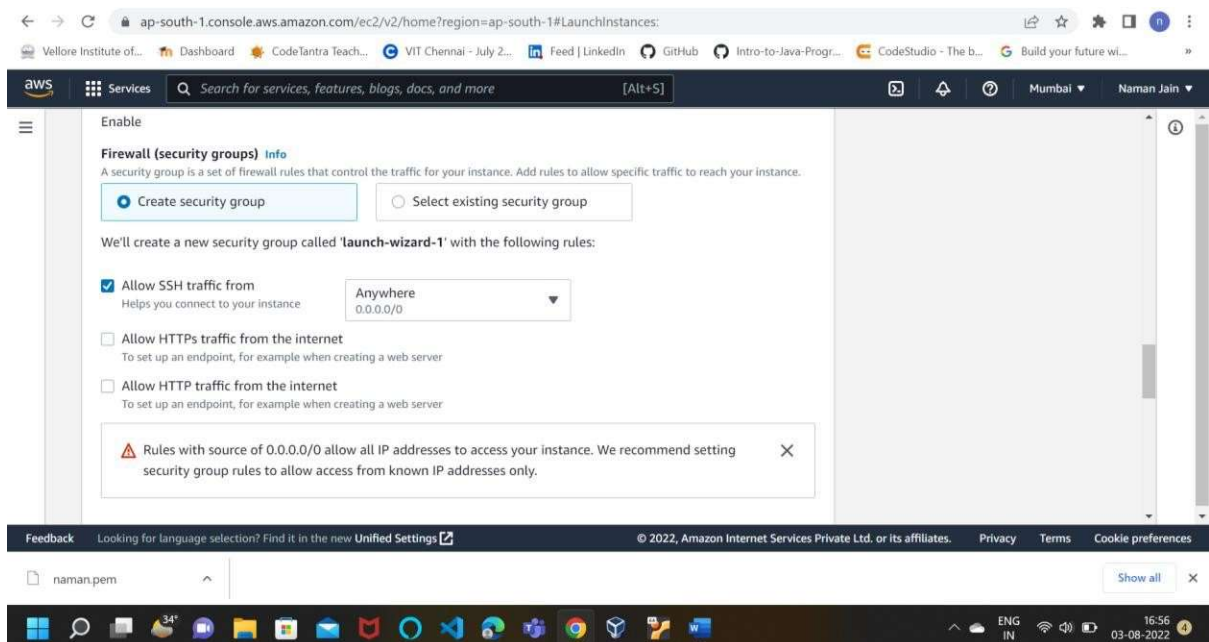 ap-south-1.console.aws.amazon.com/ec2/v2/home?region=ap-south-1#LaunchInstances:
n
Vellore Institute of... Dashboard CodeTantra Teach... VIT Chennai - July 2... Feed | LinkedIn GitHub Intro-to-Java-Progr... CodeStudio - The b... Build your future wi... »
aws Services Search for services, features, blogs, docs, and more [Alt+S] Mumbai Naman Jain
Enable
Firewall (security groups) Info
A security group is a set of firewall rules that control the traffic for your instance. Add rules to allow specific traffic to reach your instance.
Create security group Select existing security group
We'll create a new security group called 'launch-wizard-1' with the following rules:
Allow SSH traffic from
Helps you connect to your instance
Anywhere
0.0.0.0/0
Allow HTTPs traffic from the internet
To set up an endpoint, for example when creating a web server
Allow HTTP traffic from the internet
To set up an endpoint, for example when creating a web server
Rules with source of 0.0.0.0/0 allow all IP addresses to access your instance. We recommend setting
security group rules to allow access from known IP addresses only.
Feedback Looking for language selection? Find it in the new Unified Settings © 2022, Amazon Internet Services Private Ltd. or its affiliates. Privacy Terms Cookie preferences
naman.pem Show all
34°
ENG
IN
16:56
03-08-2022
4